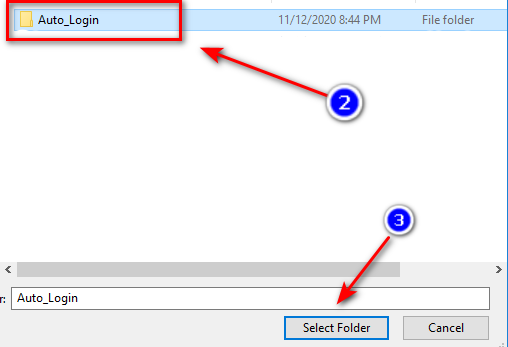 Auto_Login 11/12/2020 8:44 PM File folder
2
3
r: Auto_Login
Select Folder Cancel